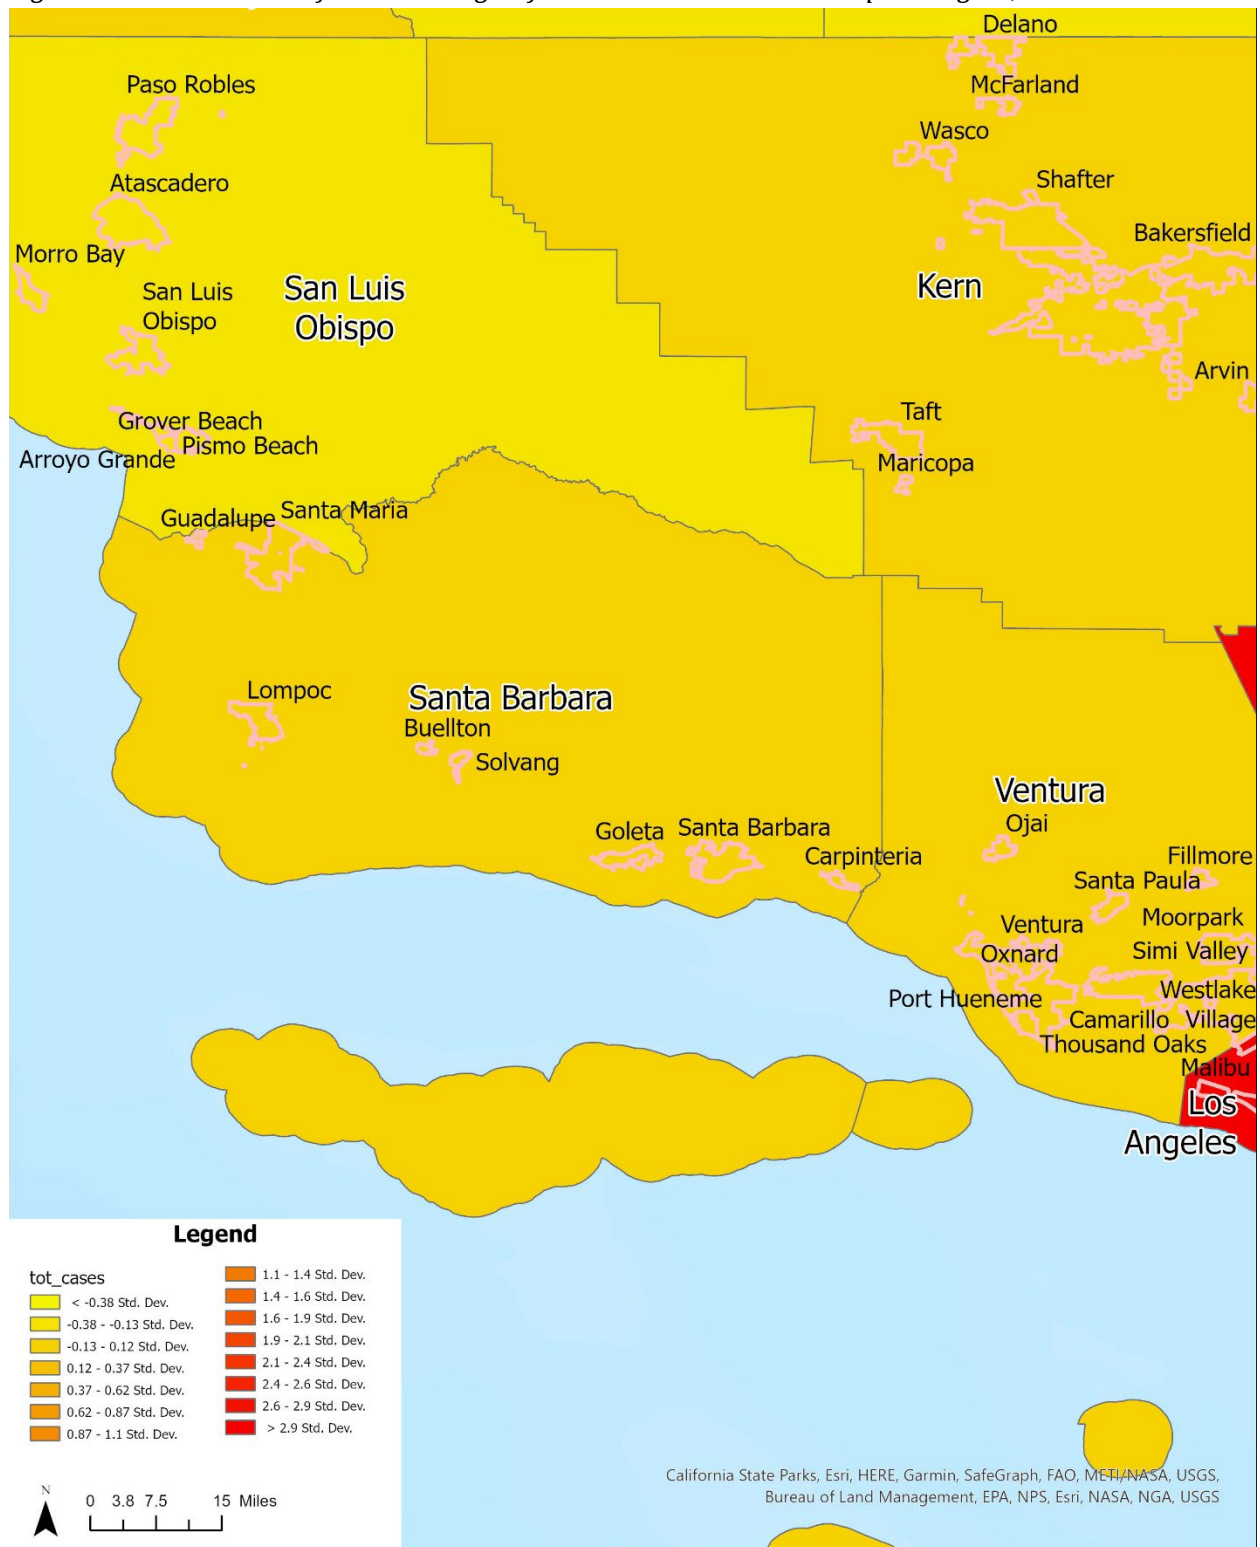 Delano
Paso Robles
McFarland
Wasco
Atascadero
Shafter
Morro Bay
Bakersfield
San Luis
Obispo
San Luis
Obispo
Kern
Arvin
Grover Beach
Taft
Pismo Beach
Arroyo Grande
Maricopa
Guadalupe
Santa Maria
Lompoc
Santa Barbara
Buellton
Solvang
Ventura
Ojai
Goleta
Santa Barbara
Carpinteria
Fillmore
Santa Paula
Moorpark
Ventura
Oxnard
Simi Valley
Port Hueneme
Westlake
Village
Camarillo
Thousand Oaks
Malibu
Los
Angeles
Legend
tot_cases
< -0.38 Std. Dev.
-0.38 - -0.13 Std. Dev.
-0.13 - 0.12 Std. Dev.
0.12 - 0.37 Std. Dev.
0.37 - 0.62 Std. Dev.
0.62 - 0.87 Std. Dev.
0.87 - 1.1 Std. Dev.
1.1 - 1.4 Std. Dev.
1.4 - 1.6 Std. Dev.
1.6 - 1.9 Std. Dev.
1.9 - 2.1 Std. Dev.
2.1 - 2.4 Std. Dev.
2.4 - 2.6 Std. Dev.
2.6 - 2.9 Std. Dev.
> 2.9 Std. Dev.
N
0 3.8 7.5 15 Miles
California State Parks, Esri, HERE, Garmin, SafeGraph, FAO, METI/NASA, USGS,
Bureau of Land Management, EPA, NPS, Esri, NASA, NGA, USGS